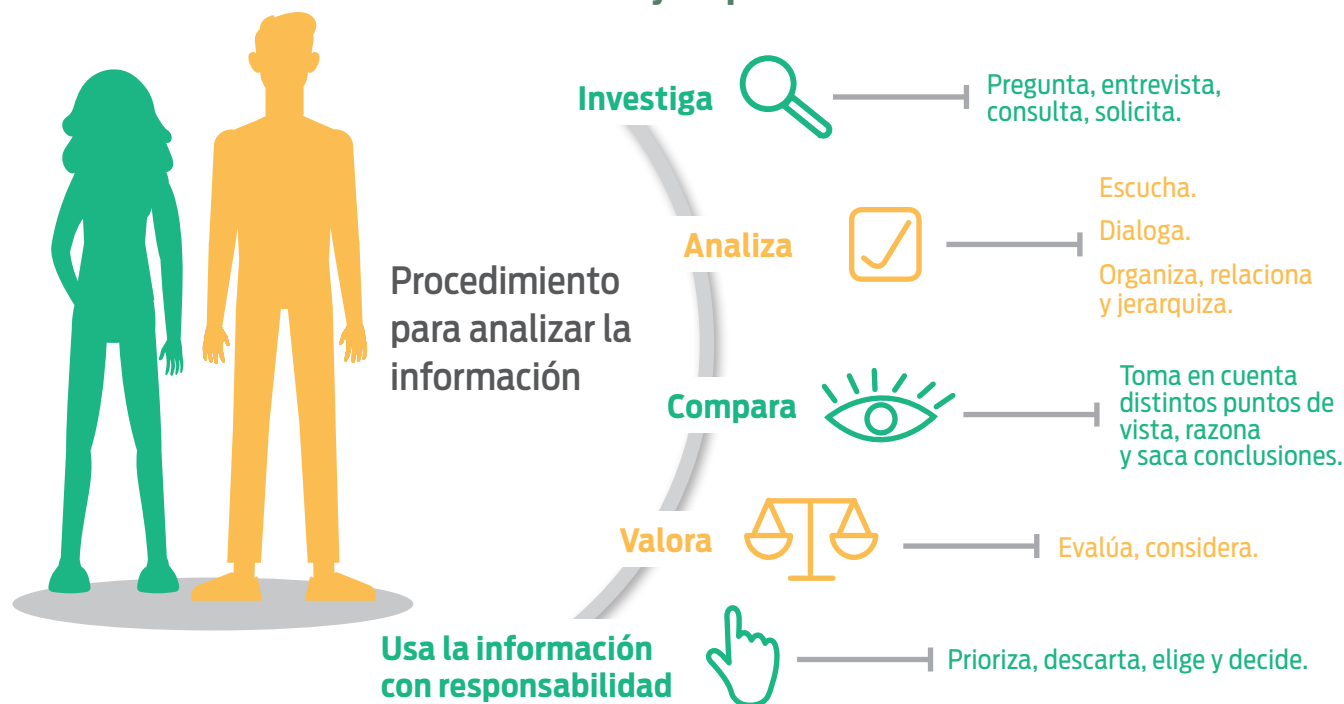 Investiga
Pregunta, entrevista,
consulta, solicita.
Analiza
Escucha.
Dialoga.
Organiza, relaciona
y jerarquiza.
Procedimiento
para analizar la
información
Compara
Toma en cuenta
distintos puntos de
vista, razona
y saca conclusiones.
Valora
Evalúa, considera.
Usa la información
con responsabilidad
Prioriza, descarta, elige y decide.